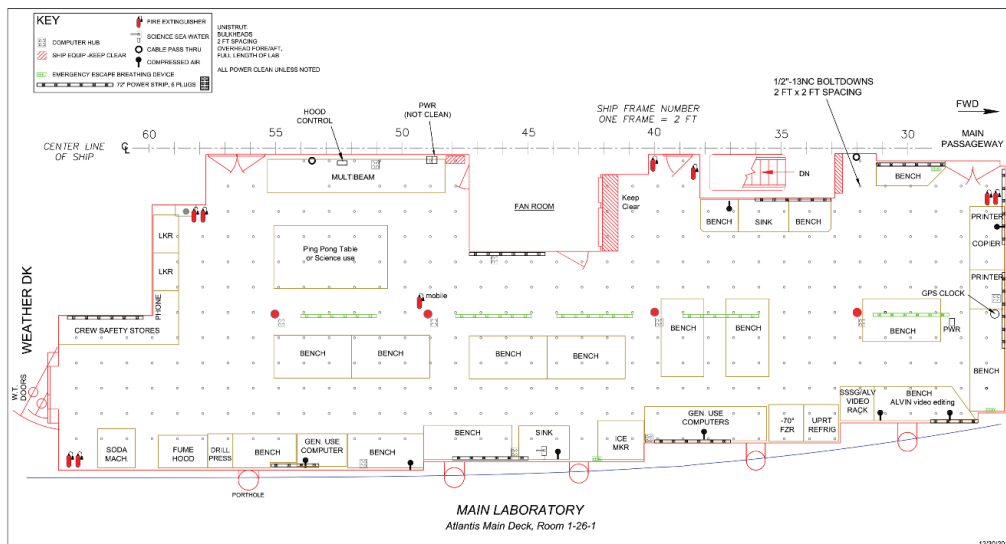 KEY
FIRE EXTINGUISHER
COMPUTER HUB
SCIENCE SEA WATER
SHIP EQUIP -KEEP CLEAR
CABLE PASS THRU
COMPRESSED AIR
EMERGENCY ESCAPE BREATHING DEVICE
72" POWER STRIP, 6 PLUGS
UNISTRUT:
BULKHEADS
2 FT SPACING
OVERHEAD FORE/AFT,
FULL LENGTH OF LAB
ALL POWER CLEAN UNLESS NOTED
HOOD
CONTROL
PWR
(NOT CLEAN)
SHIP FRAME NUMBER
ONE FRAME = 2 FT
1/2"-13NC BOLTDOWNS
2 FT x 2 FT SPACING
FWD
MAIN
PASSAGEWAY
CENTER LINE
OF SHIP
60
55
50
45
40
35
30
MULTIBEAM
FAN ROOM
Keep
Clear
DN
BENCH
SINK
BENCH
BENCH
PRINTER
COPIER
PRINTER
GPS CLOCK
LKR
LKR
PHONE
Ping Pong Table
or Science use
mobile
WEATHER DK
CREW SAFETY STORES
W.T.
DOORS
BENCH
BENCH
BENCH
BENCH
BENCH
BENCH
BENCH
PWR
BENCH
SODA
MACH.
FUME
HOOD
DRILL
PRESS
BENCH
GEN. USE
COMPUTER
BENCH
BENCH
SINK
ICE
MKR
GEN. USE
COMPUTERS
-70°
FZR
UPRT
REFRIG
SSSG/ALV
VIDEO
RACK
BENCH
ALVIN video editing
PORTHOLE
MAIN LABORATORY
Atlantis Main Deck, Room 1-26-1